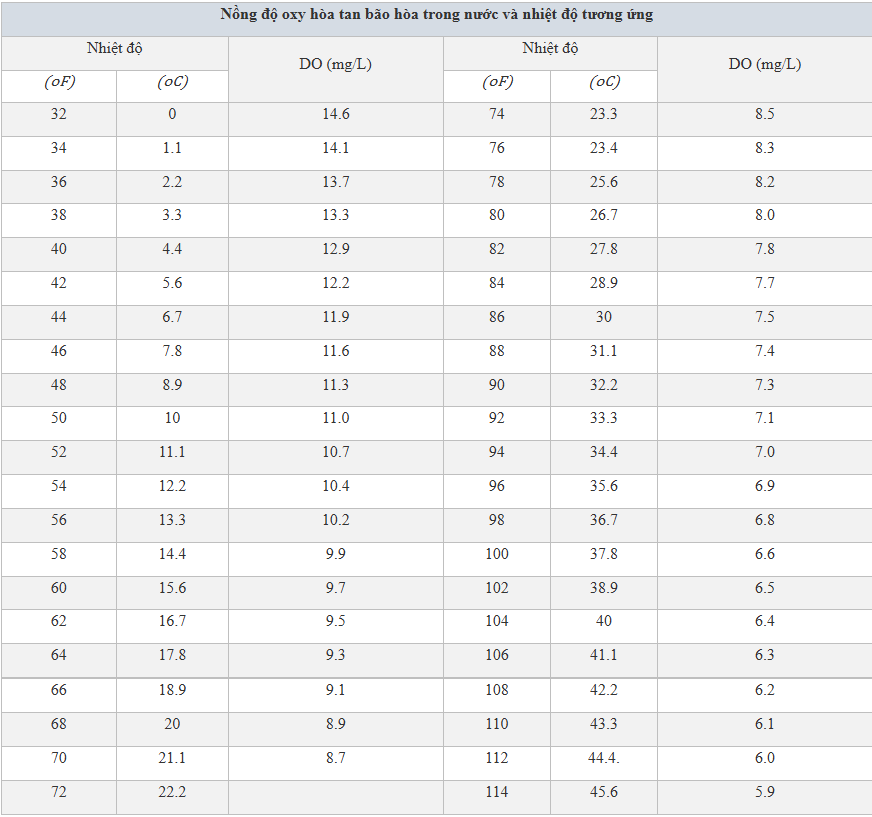 Nồng độ oxy hòa tan bão hòa trong nước và nhiệt độ tương ứng
Nhiệt độ DO (mg/L) Nhiệt độ DO (mg/L)
(oF) (oC) (oF) (oC)
32 0 14.6 74 23.3 8.5
34 1.1 14.1 76 23.4 8.3
36 2.2 13.7 78 25.6 8.2
38 3.3 13.3 80 26.7 8.0
40 4.4 12.9 82 27.8 7.8
42 5.6 12.2 84 28.9 7.7
44 6.7 11.9 86 30 7.5
46 7.8 11.6 88 31.1 7.4
48 8.9 11.3 90 32.2 7.3
50 10 11.0 92 33.3 7.1
52 11.1 10.7 94 34.4 7.0
54 12.2 10.4 96 35.6 6.9
56 13.3 10.2 98 36.7 6.8
58 14.4 9.9 100 37.8 6.6
60 15.6 9.7 102 38.9 6.5
62 16.7 9.5 104 40 6.4
64 17.8 9.3 106 41.1 6.3
66 18.9 9.1 108 42.2 6.2
68 20 8.9 110 43.3 6.1
70 21.1 8.7 112 44.4. 6.0
72 22.2 114 45.6 5.9